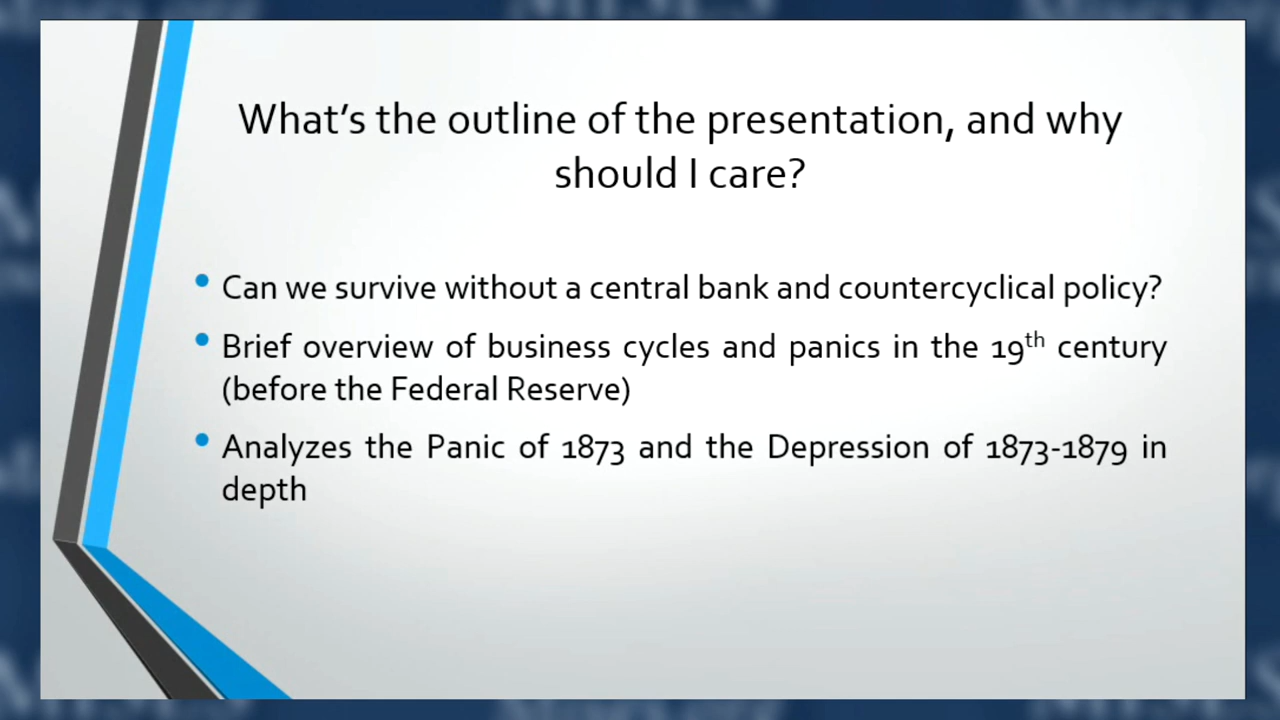 What's the outline of the presentation, and why
should I care?
Can we survive without a central bank and countercyclical policy?
Brief overview of business cycles and panics in the 19th century
(before the Federal Reserve)
Analyzes the Panic of 1873 and the Depression of 1873-1879 in
depth